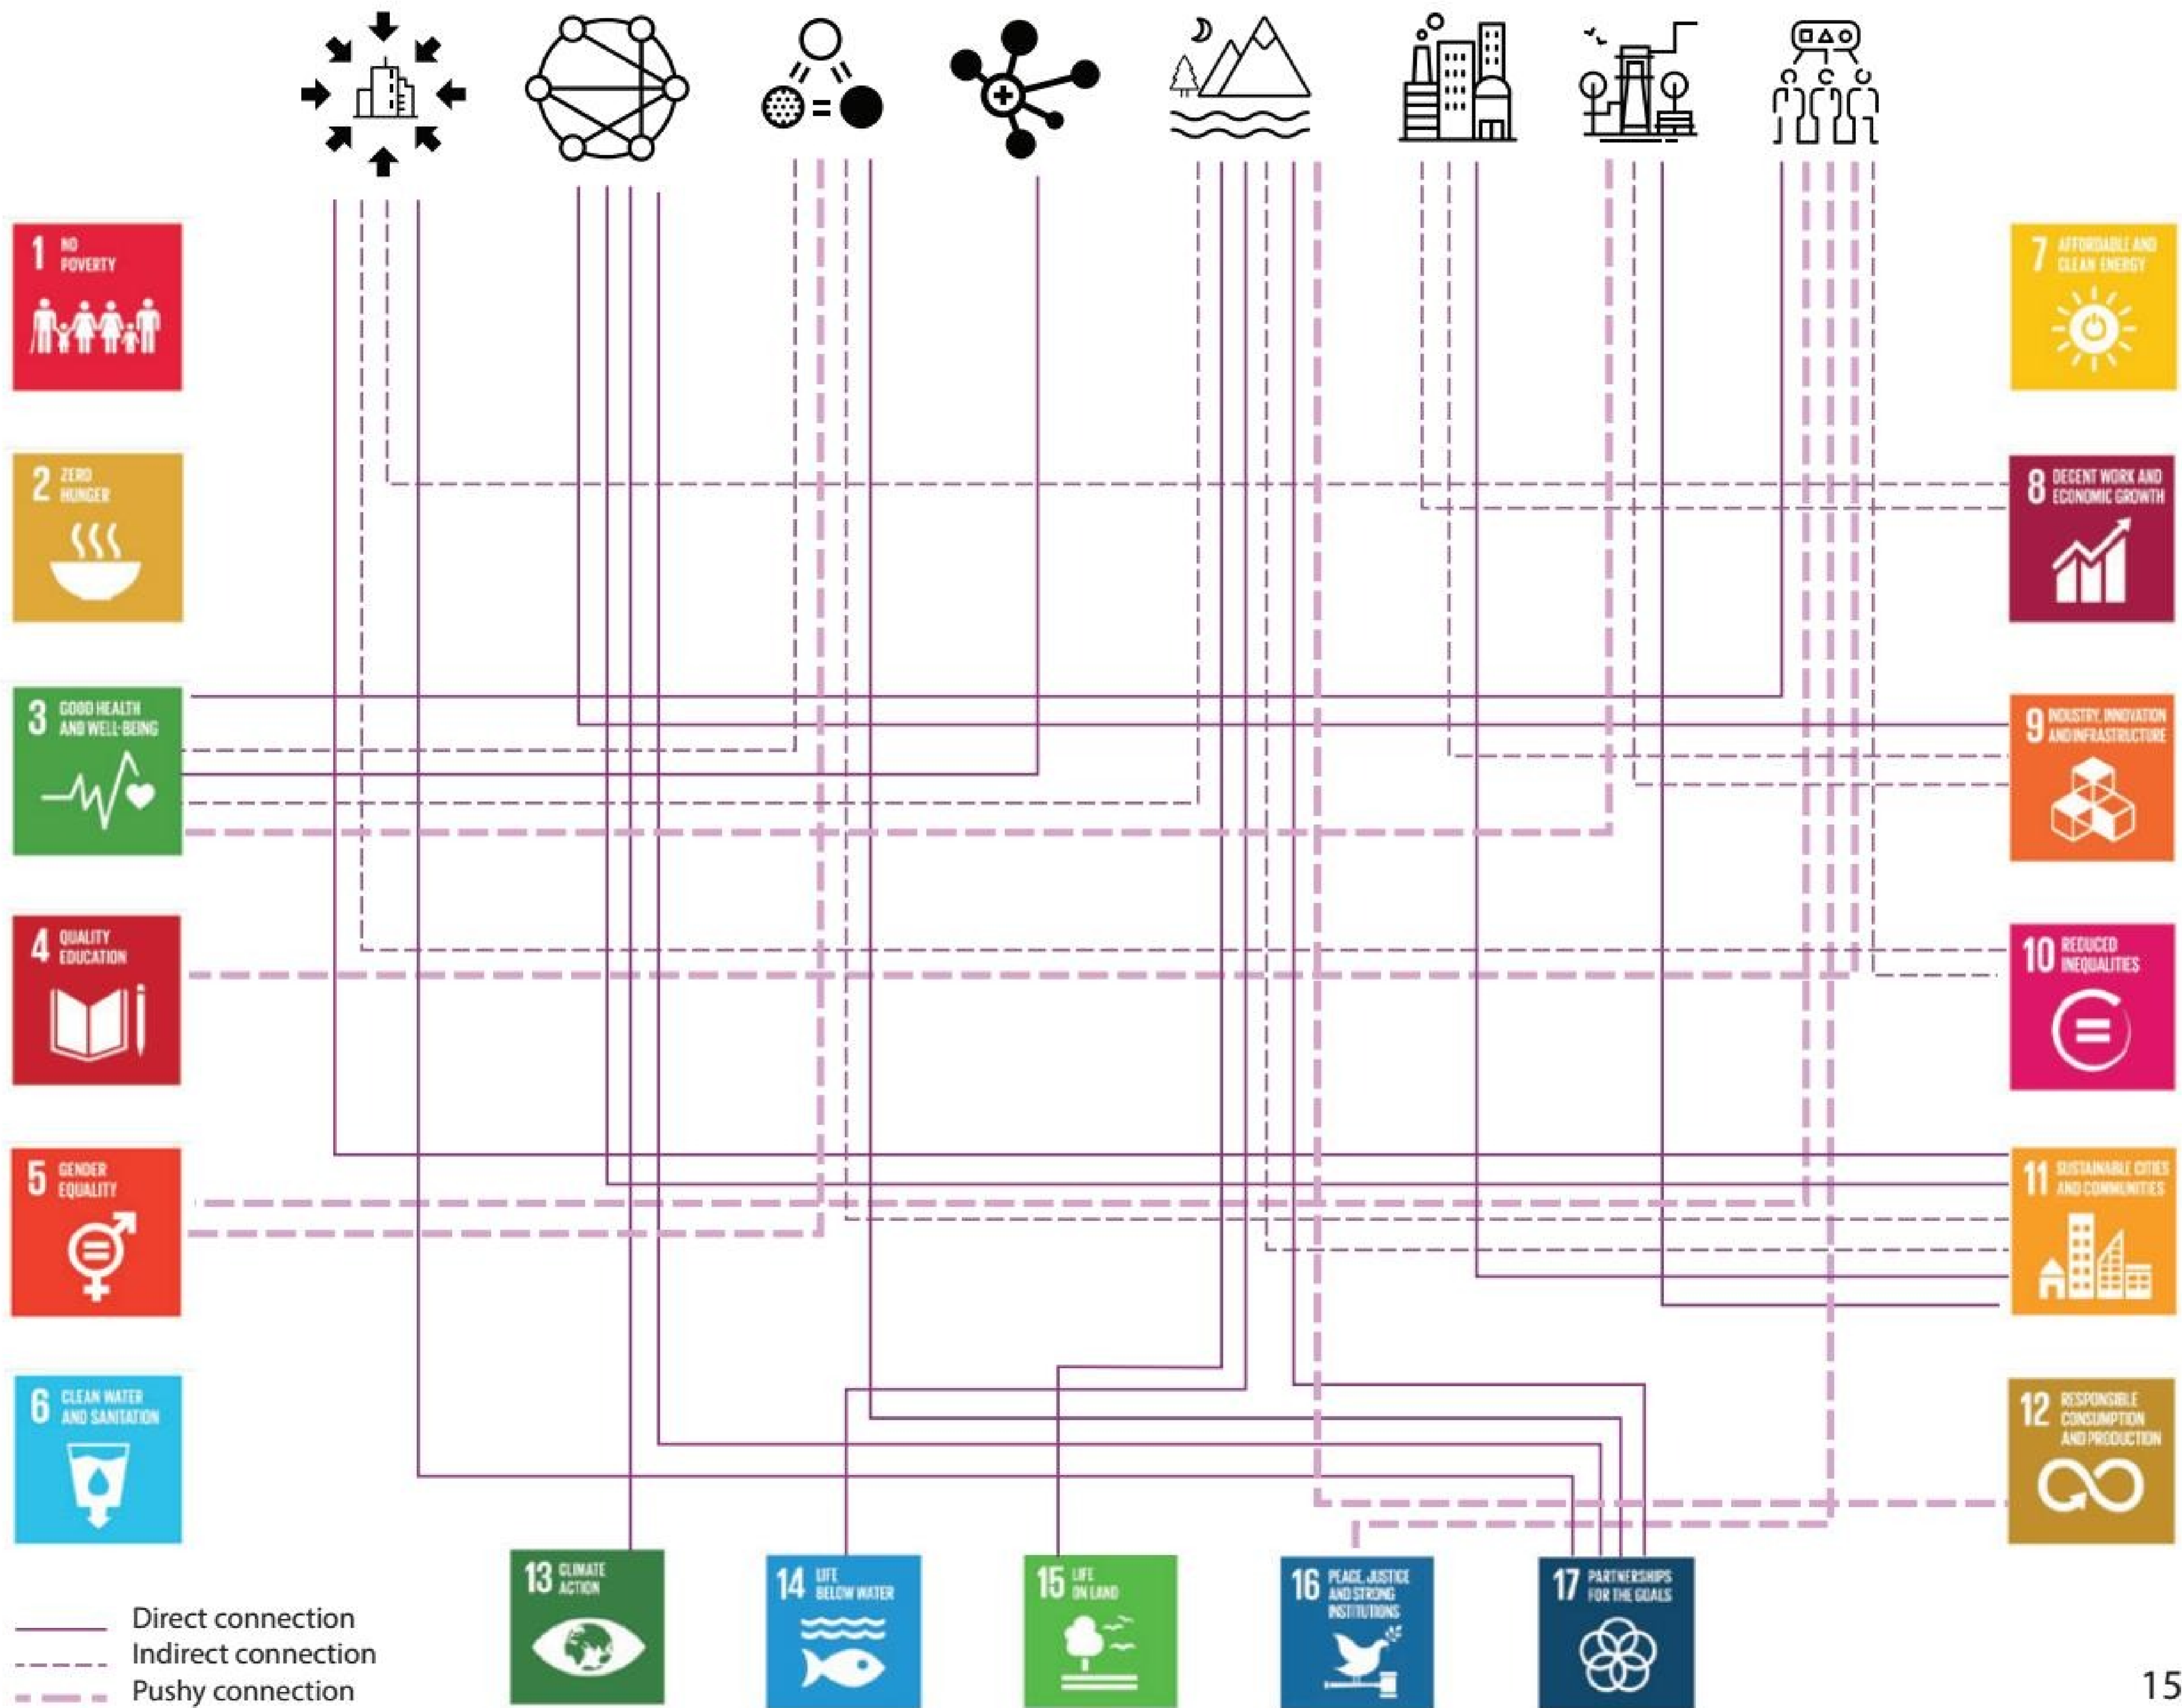 1 NO
POVERTY
2 ZERO
HUNGER
3 GOOD HEALTH
AND WELL-BEING
4 QUALITY
EDUCATION
5 GENDER
EQUALITY
6 CLEAN WATER
AND SANITATION
7 AFFORDABLE AND
CLEAN ENERGY
8 DECENT WORK AND
ECONOMIC GROWTH
9 INDUSTRY, INNOVATION
AND INFRASTRUCTURE
10 REDUCED
INEQUALITIES
11 SUSTAINABLE CITIES
AND COMMUNITIES
12 RESPONSIBLE
CONSUMPTION
AND PRODUCTION
13 CLIMATE
ACTION
14 LIFE
BELOW WATER
15 LIFE
ON LAND
16 PEACE, JUSTICE
AND STRONG
INSTITUTIONS
17 PARTNERSHIPS
FOR THE GOALS
Direct connection
Indirect connection
Pushy connection
15